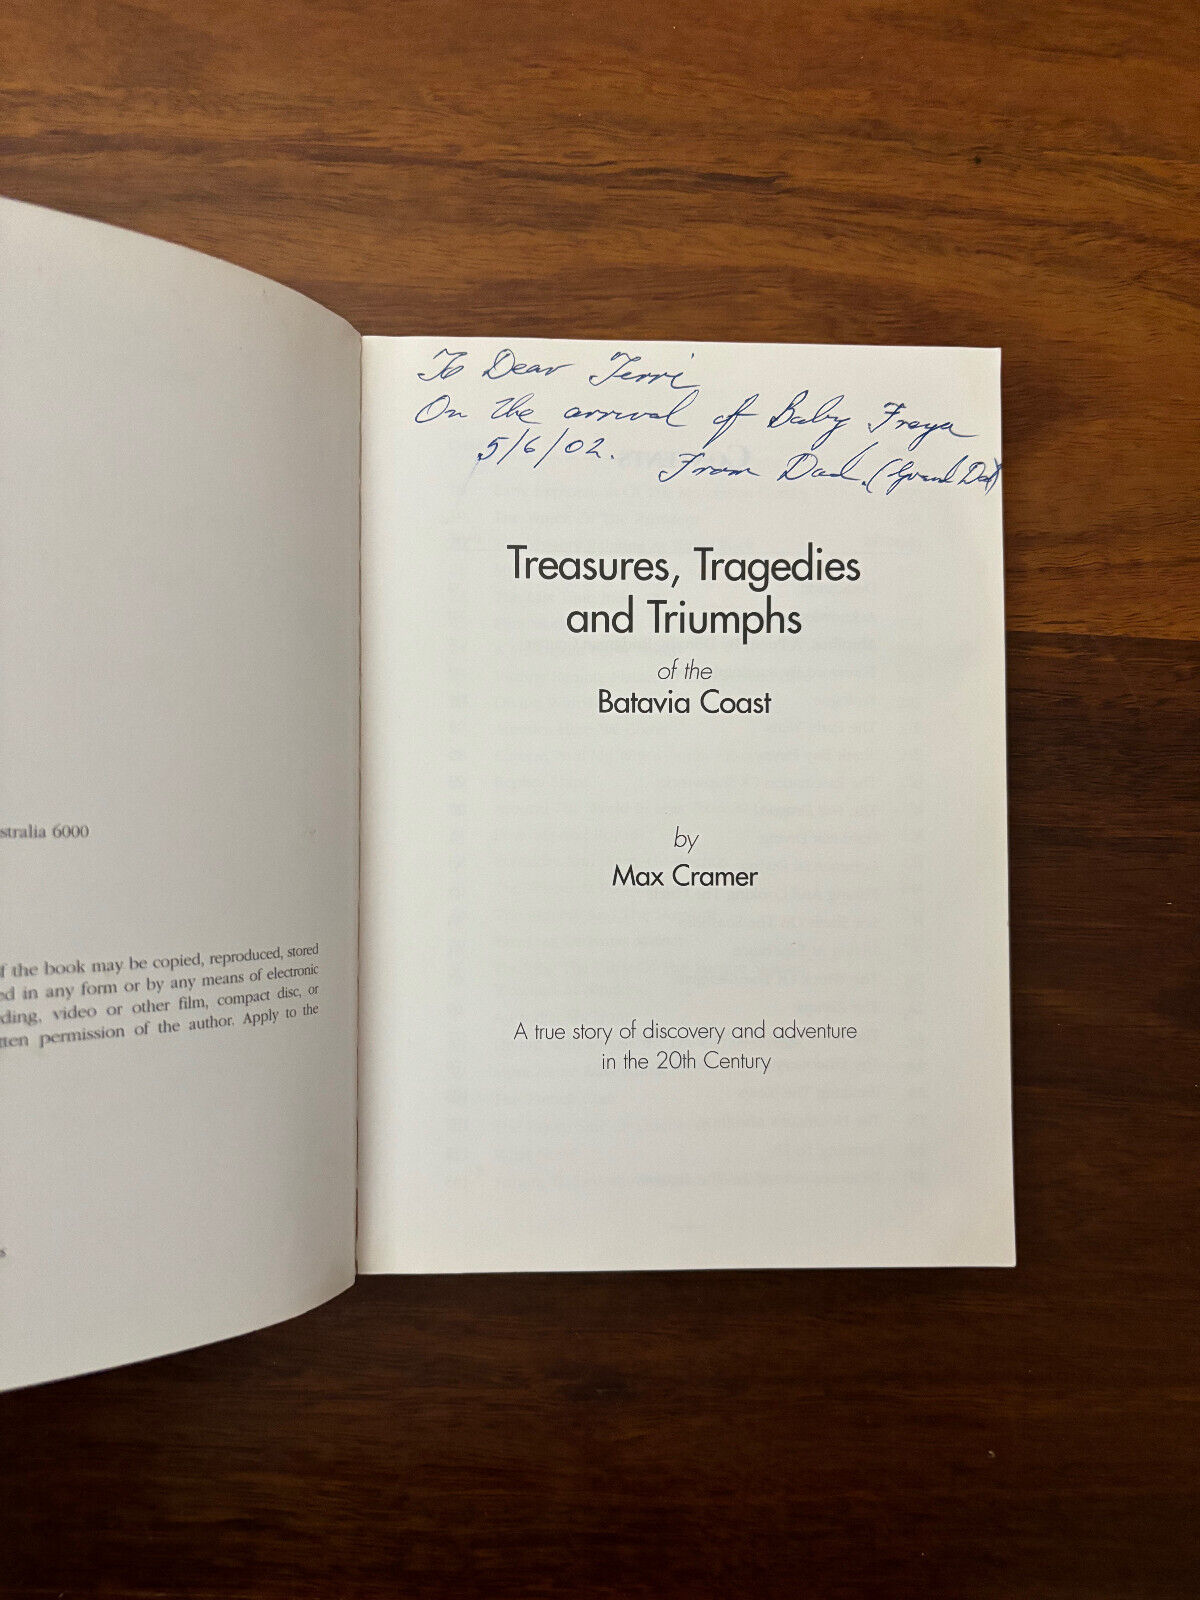 stralia 6000
f the book may be copied, reproduced, stored
ed in any form or by any means of electronic
ding, video or other film, compact disc, or
tten permission of the author. Apply to the
s
To Dear Terri
On the arrival of Baby Freya
5/6/02. From Dad. (Grand Dad)
Treasures, Tragedies
and Triumphs
of the
Batavia Coast
by
Max Cramer
A true story of discovery and adventure
in the 20th Century